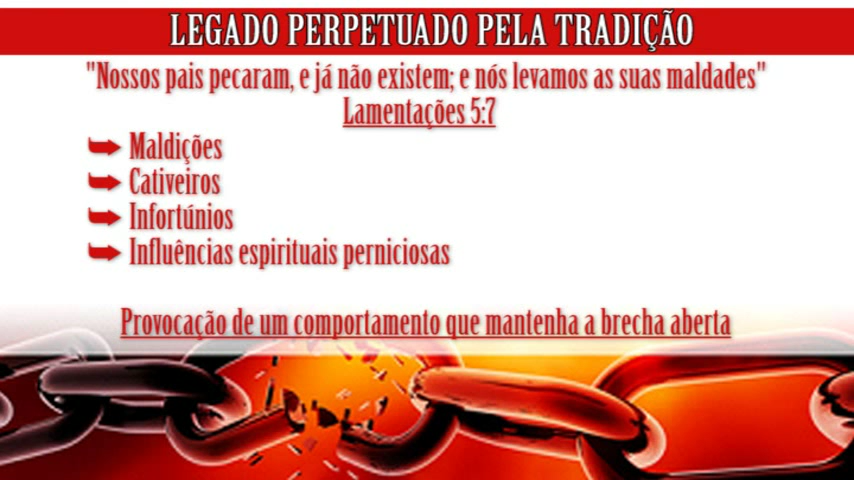 LEGADO PERPETUADO PELA TRADIÇÃO
"Nossos pais pecaram, e já não existem; e nós levamos as suas maldades"
Lamentações 5:7
Maldições
Cativeiros
Infortúnios
Influências espirituais perniciosas
Provocação de um comportamento que mantenha a brecha aberta